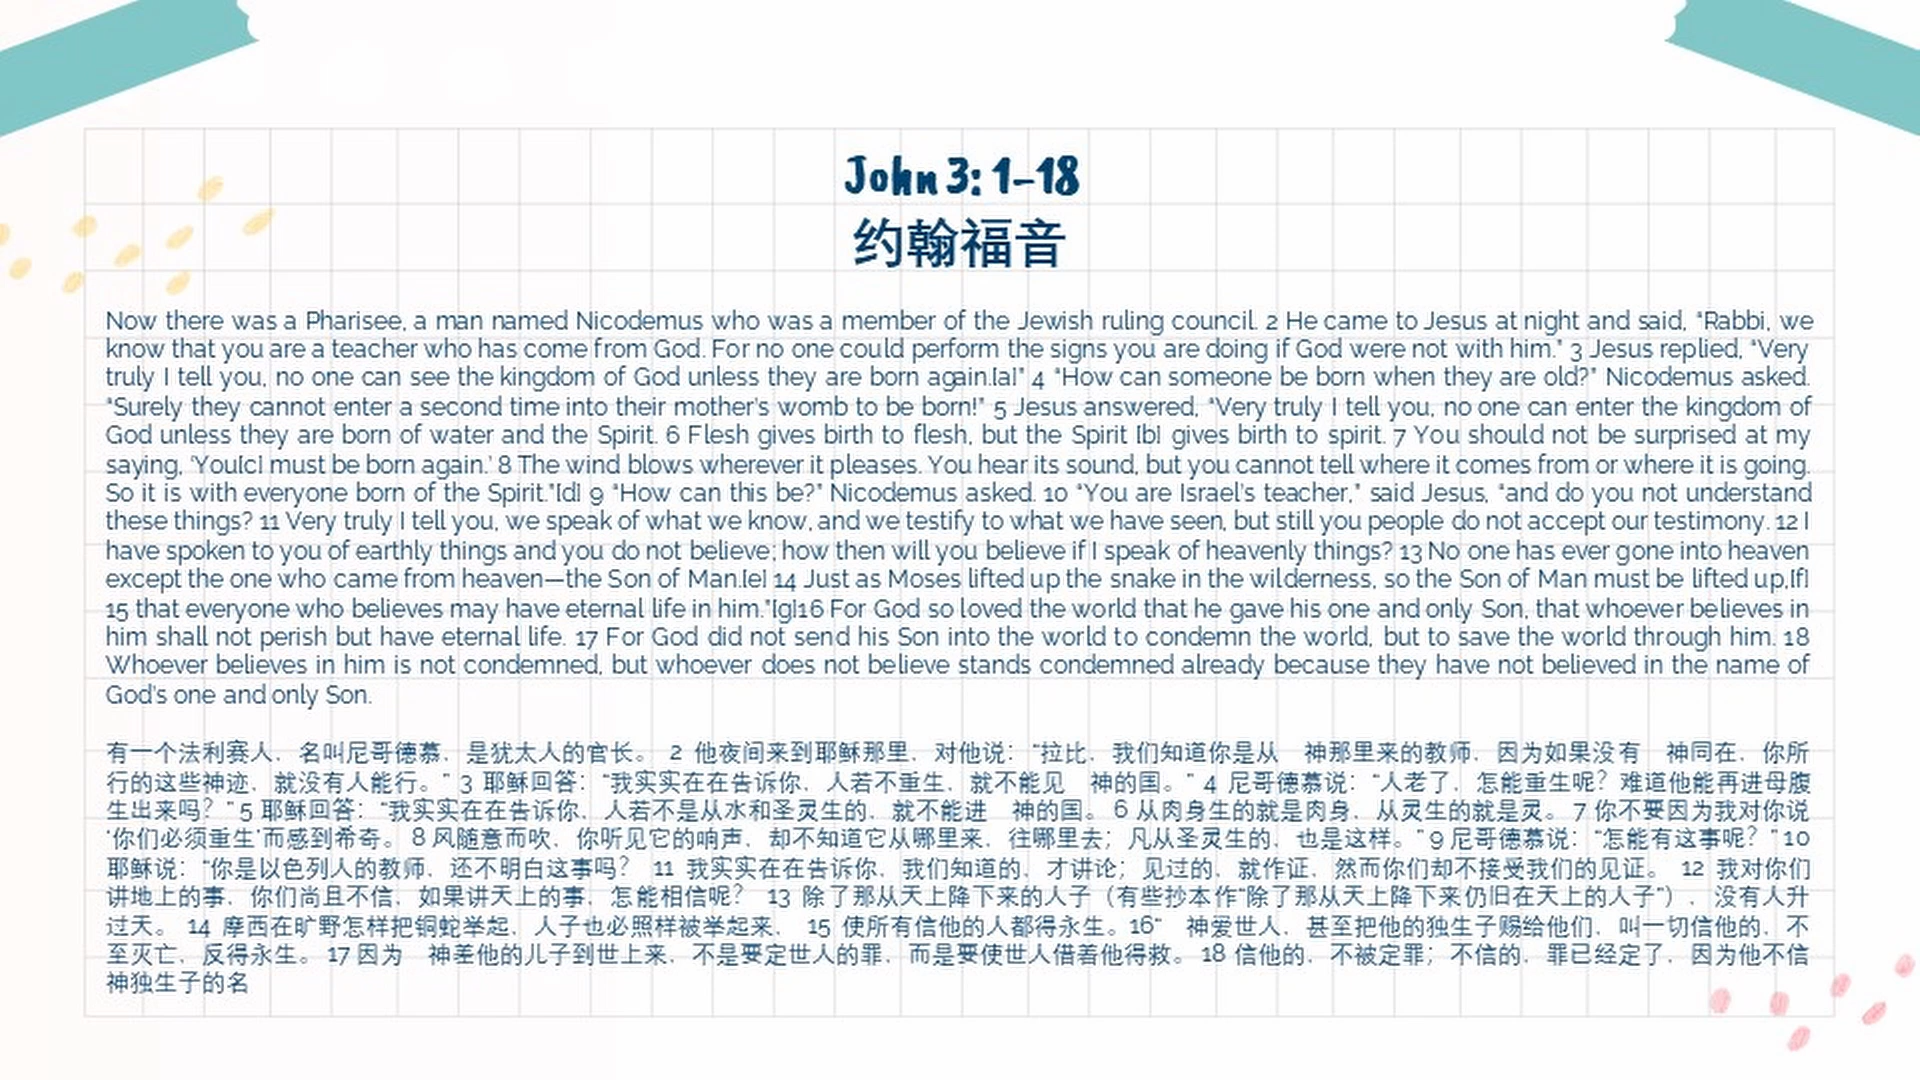 John 3: 1-18
约翰福音
Now there was a Pharisee, a man named Nicodemus who was a member of the Jewish ruling council. 2 He came to Jesus at night and said, “Rabbi, we
know that you are a teacher who has come from God. For no one could perform the signs you are doing if God were not with him.” 3 Jesus replied, “Very
truly I tell you, no one can see the kingdom of God unless they are born again.[a]” 4 “How can someone be born when they are old?” Nicodemus asked.
“Surely they cannot enter a second time into their mother’s womb to be born!” 5 Jesus answered, “Very truly I tell you, no one can enter the kingdom of
God unless they are born of water and the Spirit. 6 Flesh gives birth to flesh, but the Spirit [b] gives birth to spirit. 7 You should not be surprised at my
saying, ‘You[c] must be born again.’ 8 The wind blows wherever it pleases. You hear its sound, but you cannot tell where it comes from or where it is going.
So it is with everyone born of the Spirit.”[d] 9 “How can this be?” Nicodemus asked. 10 “You are Israel’s teacher,” said Jesus, “and do you not understand
these things? 11 Very truly I tell you, we speak of what we know, and we testify to what we have seen, but still you people do not accept our testimony. 12 I
have spoken to you of earthly things and you do not believe; how then will you believe if I speak of heavenly things? 13 No one has ever gone into heaven
except the one who came from heaven—the Son of Man.[e] 14 Just as Moses lifted up the snake in the wilderness, so the Son of Man must be lifted up,[f]
15 that everyone who believes may have eternal life in him.”[g]16 For God so loved the world that he gave his one and only Son, that whoever believes in
him shall not perish but have eternal life. 17 For God did not send his Son into the world to condemn the world, but to save the world through him. 18
Whoever believes in him is not condemned, but whoever does not believe stands condemned already because they have not believed in the name of
God’s one and only Son.
有一个法利赛人，名叫尼哥德慕，是犹太人的官长。 2 他夜间来到耶稣那里，对他说：“拉比，我们知道你是从　神那里来的教师，因为如果没有　神同在，你所
行的这些神迹，就没有人能行。” 3 耶稣回答：“我实实在在告诉你，人若不重生，就不能见　神的国。” 4 尼哥德慕说：“人老了，怎能重生呢？难道他能再进母腹
生出来吗？” 5 耶稣回答：“我实实在在告诉你，人若不是从水和圣灵生的，就不能进　神的国。 6 从肉身生的就是肉身，从灵生的就是灵。 7 你不要因为我对你说
‘你们必须重生’而感到希奇。 8 风随意而吹，你听见它的响声，却不知道它从哪里来，往哪里去；凡从圣灵生的，也是这样。” 9 尼哥德慕说：“怎能有这事呢？” 10
耶稣说：“你是以色列人的教师，还不明白这事吗？ 11 我实实在在告诉你，我们知道的，才讲论；见过的，就作证，然而你们却不接受我们的见证。 12 我对你们
讲地上的事，你们尚且不信，如果讲天上的事，怎能相信呢？ 13 除了那从天上降下来的人子（有些抄本作“除了那从天上降下来仍旧在天上的人子”），没有人升
过天。 14 摩西在旷野怎样把铜蛇举起，人子也必照样被举起来， 15 使所有信他的人都得永生。16“　神爱世人，甚至把他的独生子赐给他们，叫一切信他的，不
至灭亡，反得永生。 17 因为　神差他的儿子到世上来，不是要定世人的罪，而是要使世人借着他得救。 18 信他的，不被定罪；不信的，罪已经定了，因为他不信
神独生子的名